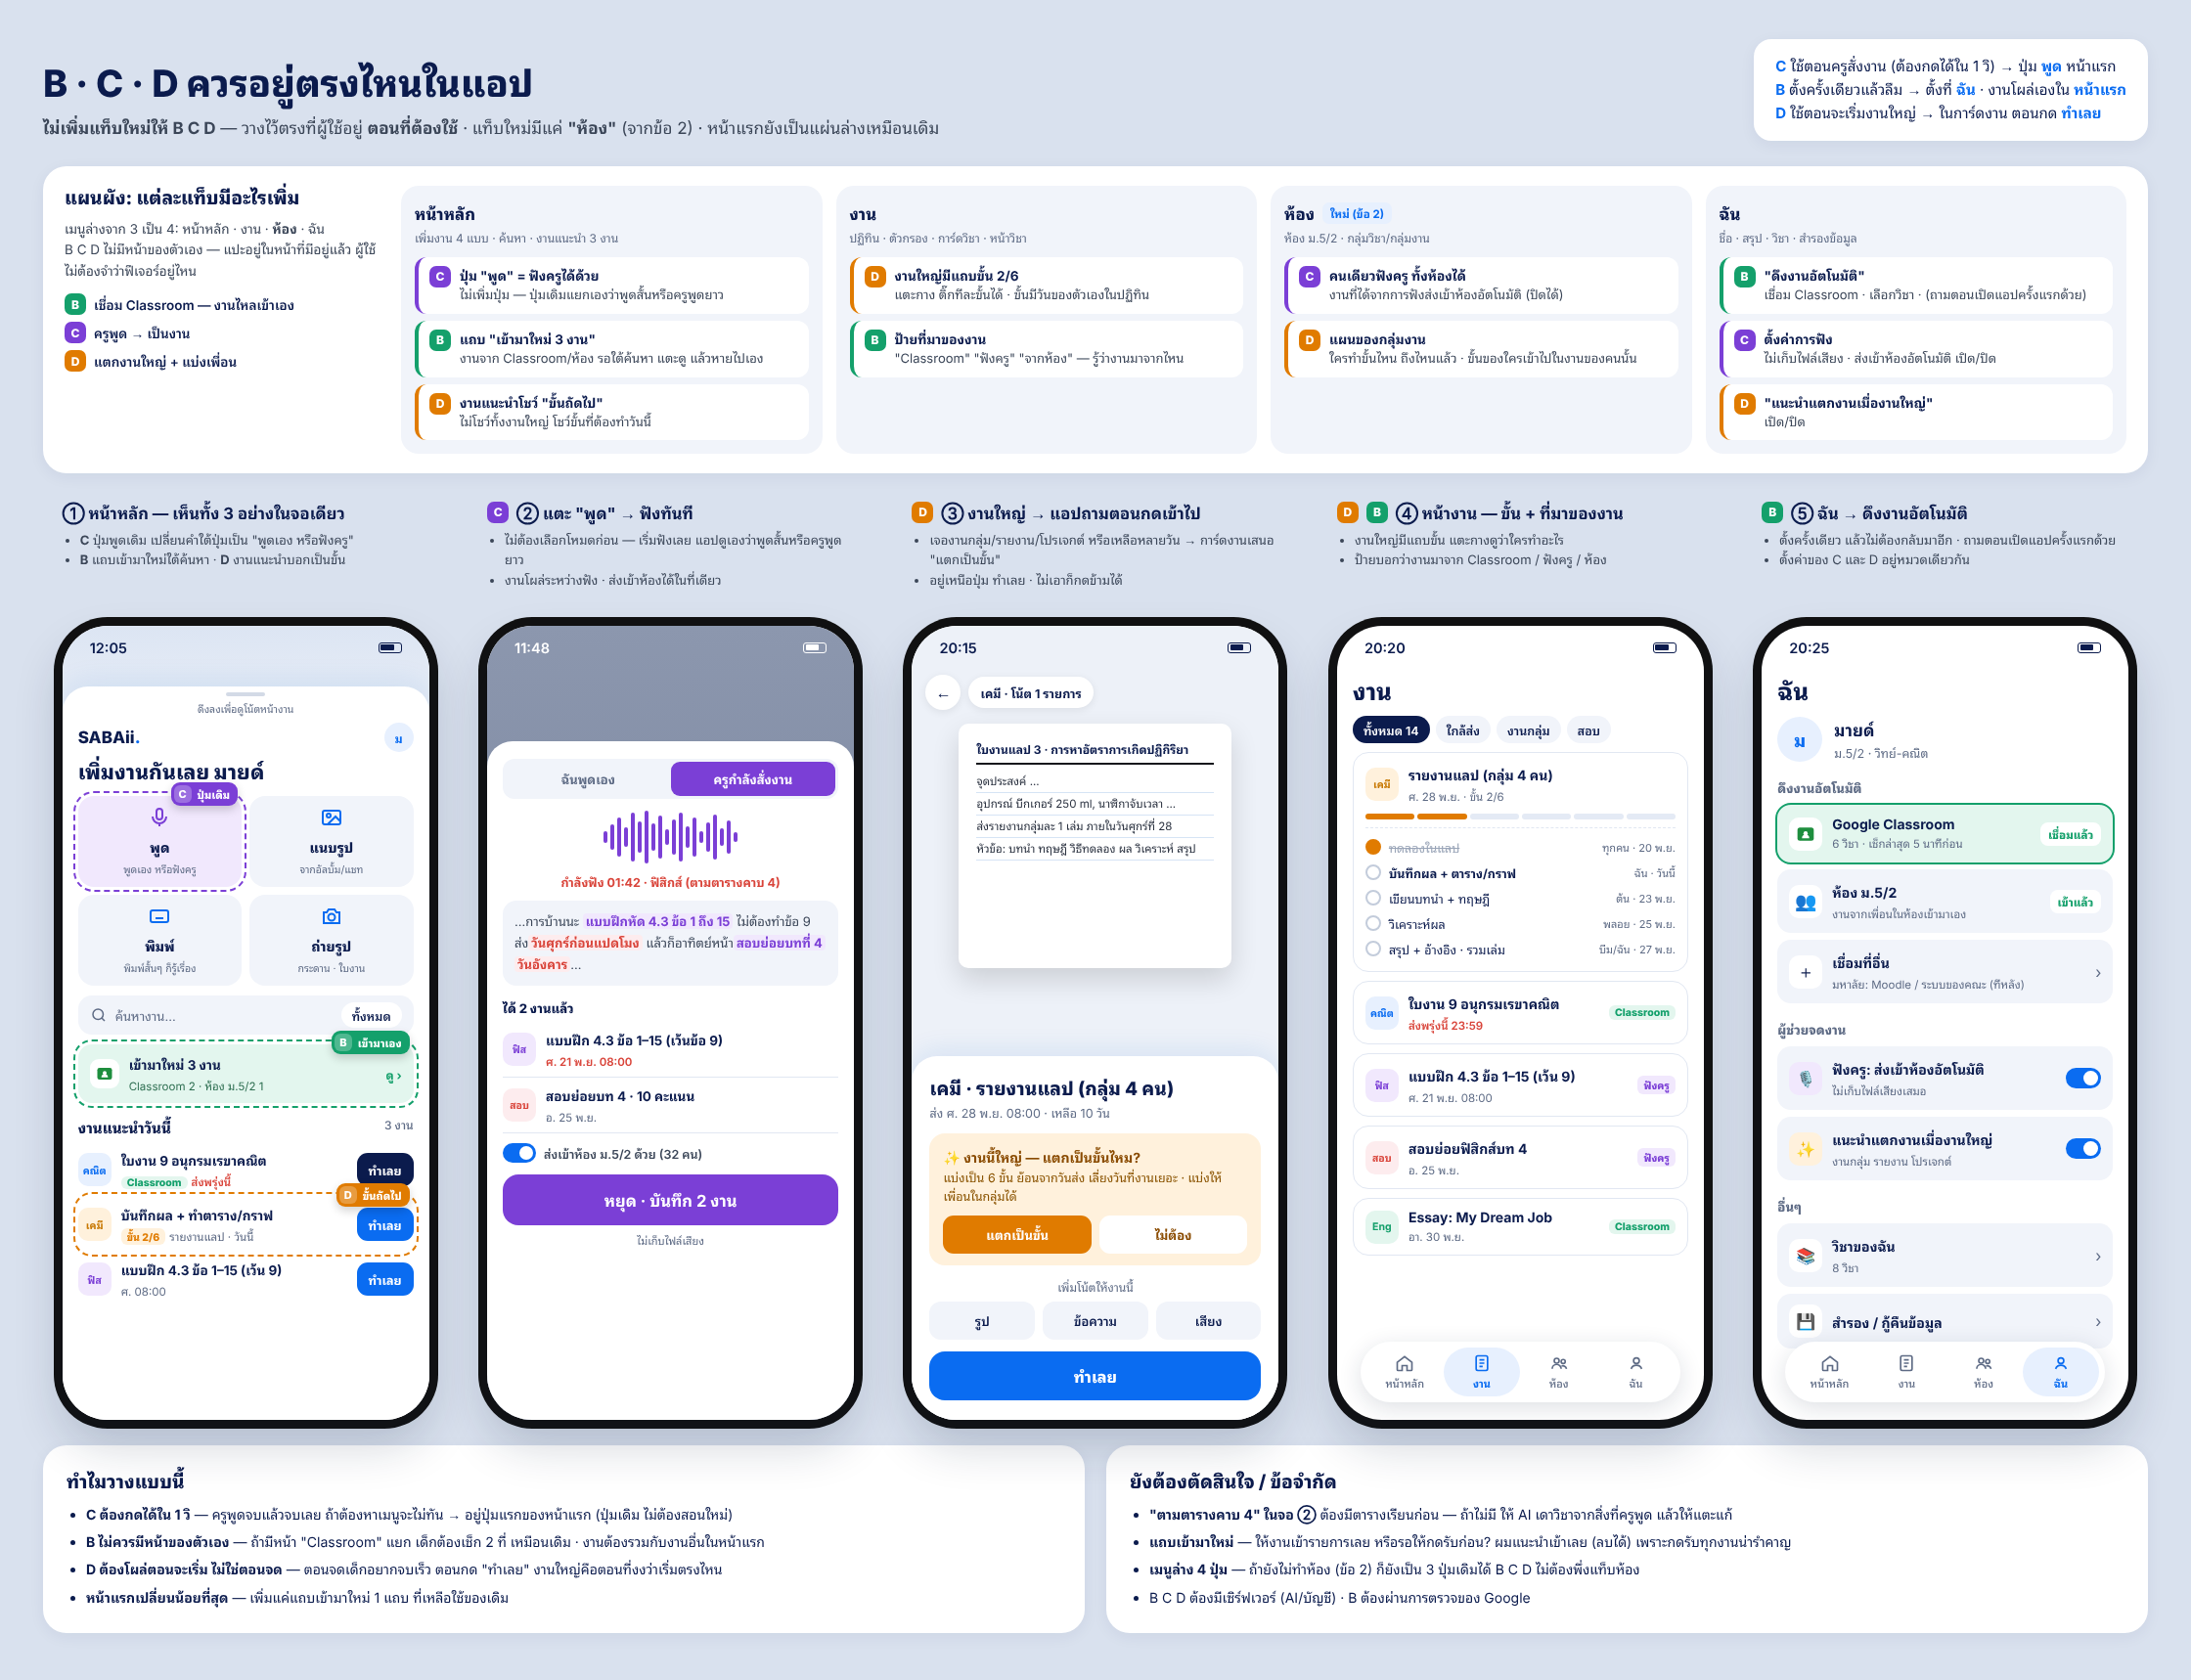 B · C · D ควรอยู่ตรงไหนในแอป
ไม่เพิ่มแท็บใหม่ให้ B C D — วางไว้ตรงที่ผู้ใช้อยู่ ตอนที่ต้องใช้ · แท็บใหม่มีแค่ "ห้อง" (จากข้อ 2) · หน้าแรกยังเป็นแผ่นล่างเหมือนเดิม
C ใช้ตอนครูสั่งงาน (ต้องกดได้ใน 1 วิ) → ปุ่ม พูด หน้าแรก
B ตั้งครั้งเดียวแล้วลืม → ตั้งที่ ฉัน · งานโผล่เองใน หน้าแรก
D ใช้ตอนจะเริ่มงานใหญ่ → ในการ์ดงาน ตอนกด ทำเลย
แผนผัง: แต่ละแท็บมีอะไรเพิ่ม
เมนูล่างจาก 3 เป็น 4: หน้าหลัก · งาน · ห้อง · ฉัน
B C D ไม่มีหน้าของตัวเอง — แปะอยู่ในหน้าที่มีอยู่แล้ว ผู้ใช้
ไม่ต้องจำว่าฟีเจอร์อยู่ไหน
B เชื่อม Classroom — งานไหลเข้าเอง
C ครูพูด → เป็นงาน
D แตกงานใหญ่ + แบ่งเพื่อน
หน้าหลัก
เพิ่มงาน 4 แบบ · ค้นหา · งานแนะนำ 3 งาน
C ปุ่ม "พูด" = ฟังครูได้ด้วย
ไม่เพิ่มปุ่ม — ปุ่มเดิมแยกเองว่าพูดสั้นหรือครูพูดยาว
B แถบ "เข้ามาใหม่ 3 งาน"
งานจาก Classroom/ห้อง รอใต้ค้นหา แตะดู แล้วหายไปเอง
D งานแนะนำโชว์ "ขั้นถัดไป"
ไม่โชว์ทั้งงานใหญ่ โชว์ขั้นที่ต้องทำวันนี้
งาน
ปฏิทิน · ตัวกรอง · การ์ดวิชา · หน้าวิชา
D งานใหญ่มีแถบขั้น 2/6
แตะกาง ติ๊กทีละขั้นได้ · ขั้นมีวันของตัวเองในปฏิทิน
B ป้ายที่มาของงาน
"Classroom" "ฟังครู" "จากห้อง" — รู้ว่างานมาจากไหน
ห้อง ใหม่ (ข้อ 2)
ห้อง ม.5/2 · กลุ่มวิชา/กลุ่มงาน
C คนเดียวฟังครู ทั้งห้องได้
งานที่ได้จากการฟังส่งเข้าห้องอัตโนมัติ (ปิดได้)
D แผนของกลุ่มงาน
ใครทำขั้นไหน ถึงไหนแล้ว · ขั้นของใครเข้าไปในงานของคนนั้น
ฉัน
ชื่อ · สรุป · วิชา · สำรองข้อมูล
B "ดึงงานอัตโนมัติ"
เชื่อม Classroom · เลือกวิชา · (ถามตอนเปิดแอปครั้งแรกด้วย)
C ตั้งค่าการฟัง
ไม่เก็บไฟล์เสียง · ส่งเข้าห้องอัตโนมัติ เปิด/ปิด
D "แนะนำแตกงานเมื่องานใหญ่"
เปิด/ปิด
① หน้าหลัก — เห็นทั้ง 3 อย่างในจอเดียว
• C ปุ่มพูดเดิม เปลี่ยนคำใต้ปุ่มเป็น "พูดเอง หรือฟังครู"
• B แถบเข้ามาใหม่ใต้ค้นหา · D งานแนะนำบอกเป็นขั้น
C ② แตะ "พูด" → ฟังทันที
• ไม่ต้องเลือกโหมดก่อน — เริ่มฟังเลย แอปดูเองว่าพูดสั้นหรือครูพูด
ยาว
• งานโผล่ระหว่างฟัง · ส่งเข้าห้องได้ในที่เดียว
D ③ งานใหญ่ → แอปถามตอนกดเข้าไป
• เจองานกลุ่ม/รายงาน/โปรเจกต์ หรือเหลือหลายวัน → การ์ดงานเสนอ
"แตกเป็นขั้น"
• อยู่เหนือปุ่ม ทำเลย · ไม่เอาก็กดข้ามได้
D B ④ หน้างาน — ขั้น + ที่มาของงาน
• งานใหญ่มีแถบขั้น แตะกางดูว่าใครทำอะไร
• ป้ายบอกว่างานมาจาก Classroom / ฟังครู / ห้อง
B ⑤ ฉัน → ดึงงานอัตโนมัติ
• ตั้งครั้งเดียว แล้วไม่ต้องกลับมาอีก · ถามตอนเปิดแอปครั้งแรกด้วย
• ตั้งค่าของ C และ D อยู่หมวดเดียวกัน
12:05
ดึงลงเพื่อดูโน้ตหน้างาน
SABAii.
ม
เพิ่มงานกันเลย มายด์
C ปุ่มเดิม
พูด
พูดเอง หรือฟังครู
แนบรูป
จากอัลบั้ม/แชท
พิมพ์
พิมพ์สั้นๆ ก็รู้เรื่อง
ถ่ายรูป
กระดาน · ใบงาน
ค้นหางาน... ทั้งหมด
B เข้ามาเอง
เข้ามาใหม่ 3 งาน
Classroom 2 · ห้อง ม.5/2 1
ดู ›
งานแนะนำวันนี้ 3 งาน
คณิต ใบงาน 9 อนุกรมเรขาคณิต
Classroom ส่งพรุ่งนี้
ทำเลย
D ขั้นถัดไป
เคมี บันทึกผล + ทำตาราง/กราฟ
ขั้น 2/6 รายงานแลป · วันนี้
ทำเลย
ฟิส แบบฝึก 4.3 ข้อ 1–15 (เว้น 9)
ศ. 08:00
ทำเลย
11:48
ฉันพูดเอง ครูกำลังสั่งงาน
กำลังฟัง 01:42 · ฟิสิกส์ (ตามตารางคาบ 4)
...การบ้านนะ แบบฝึกหัด 4.3 ข้อ 1 ถึง 15 ไม่ต้องทำข้อ 9
ส่ง วันศุกร์ก่อนแปดโมง แล้วก็อาทิตย์หน้า สอบย่อยบทที่ 4
วันอังคาร ...
ได้ 2 งานแล้ว
ฟิส แบบฝึก 4.3 ข้อ 1–15 (เว้นข้อ 9)
ศ. 21 พ.ย. 08:00
สอบ สอบย่อยบท 4 · 10 คะแนน
อ. 25 พ.ย.
ส่งเข้าห้อง ม.5/2 ด้วย (32 คน)
หยุด · บันทึก 2 งาน
ไม่เก็บไฟล์เสียง
20:15
← เคมี · โน้ต 1 รายการ
ใบงานแลป 3 · การหาอัตราการเกิดปฏิกิริยา
จุดประสงค์ ...
อุปกรณ์ บีกเกอร์ 250 ml, นาฬิกาจับเวลา ...
ส่งรายงานกลุ่มละ 1 เล่ม ภายในวันศุกร์ที่ 28
หัวข้อ: บทนำ ทฤษฎี วิธีทดลอง ผล วิเคราะห์ สรุป
เคมี · รายงานแลป (กลุ่ม 4 คน)
ส่ง ศ. 28 พ.ย. 08:00 · เหลือ 10 วัน
✨ งานนี้ใหญ่ — แตกเป็นขั้นไหม?
แบ่งเป็น 6 ขั้น ย้อนจากวันส่ง เลี่ยงวันที่งานเยอะ · แบ่งให้
เพื่อนในกลุ่มได้
แตกเป็นขั้น ไม่ต้อง
เพิ่มโน้ตให้งานนี้
รูป ข้อความ เสียง
ทำเลย
20:20
งาน
ทั้งหมด 14 ใกล้ส่ง งานกลุ่ม สอบ
เคมี รายงานแลป (กลุ่ม 4 คน)
ศ. 28 พ.ย. · ขั้น 2/6
ทดลองในแลป ทุกคน · 20 พ.ย.
บันทึกผล + ตาราง/กราฟ ฉัน · วันนี้
เขียนบทนำ + ทฤษฎี ต้น · 23 พ.ย.
วิเคราะห์ผล พลอย · 25 พ.ย.
สรุป + อ้างอิง · รวมเล่ม บีม/ฉัน · 27 พ.ย.
คณิต ใบงาน 9 อนุกรมเรขาคณิต
ส่งพรุ่งนี้ 23:59
Classroom
ฟิส แบบฝึก 4.3 ข้อ 1–15 (เว้น 9)
ศ. 21 พ.ย. 08:00
ฟังครู
สอบ สอบย่อยฟิสิกส์บท 4
อ. 25 พ.ย.
ฟังครู
Eng Essay: My Dream Job
อา. 30 พ.ย.
Classroom
หน้าหลัก งาน ห้อง ฉัน
20:25
ฉัน
ม มายด์
ม.5/2 · วิทย์-คณิต
ดึงงานอัตโนมัติ
Google Classroom
6 วิชา · เช็กล่าสุด 5 นาทีก่อน
เชื่อมแล้ว
ห้อง ม.5/2
งานจากเพื่อนในห้องเข้ามาเอง
เข้าแล้ว
+ เชื่อมที่อื่น ›
มหาลัย: Moodle / ระบบของคณะ (ทีหลัง)
ผู้ช่วยจดงาน
ฟังครู: ส่งเข้าห้องอัตโนมัติ
ไม่เก็บไฟล์เสียงเสมอ
แนะนำแตกงานเมื่องานใหญ่
งานกลุ่ม รายงาน โปรเจกต์
อื่นๆ
วิชาของฉัน ›
8 วิชา
สำรอง / กู้คืนข้อมูล ›
หน้าหลัก งาน ห้อง ฉัน
ทำไมวางแบบนี้
• C ต้องกดได้ใน 1 วิ — ครูพูดจบแล้วจบเลย ถ้าต้องหาเมนูจะไม่ทัน → อยู่ปุ่มแรกของหน้าแรก (ปุ่มเดิม ไม่ต้องสอนใหม่)
• B ไม่ควรมีหน้าของตัวเอง — ถ้ามีหน้า "Classroom" แยก เด็กต้องเช็ก 2 ที่ เหมือนเดิม · งานต้องรวมกับงานอื่นในหน้าแรก
• D ต้องโผล่ตอนจะเริ่ม ไม่ใช่ตอนจด — ตอนจดเด็กอยากจบเร็ว ตอนกด "ทำเลย" งานใหญ่คือตอนที่งงว่าเริ่มตรงไหน
• หน้าแรกเปลี่ยนน้อยที่สุด — เพิ่มแค่แถบเข้ามาใหม่ 1 แถบ ที่เหลือใช้ของเดิม
ยังต้องตัดสินใจ / ข้อจำกัด
• "ตามตารางคาบ 4" ในจอ ② ต้องมีตารางเรียนก่อน — ถ้าไม่มี ให้ AI เดาวิชาจากสิ่งที่ครูพูด แล้วให้แตะแก้
• แถบเข้ามาใหม่ — ให้งานเข้ารายการเลย หรือรอให้กดรับก่อน? ผมแนะนำเข้าเลย (ลบได้) เพราะกดรับทุกงานน่ารำคาญ
• เมนูล่าง 4 ปุ่ม — ถ้ายังไม่ทำห้อง (ข้อ 2) ก็ยังเป็น 3 ปุ่มเดิมได้ B C D ไม่ต้องพึ่งแท็บห้อง
• B C D ต้องมีเซิร์ฟเวอร์ (AI/บัญชี) · B ต้องผ่านการตรวจของ Google